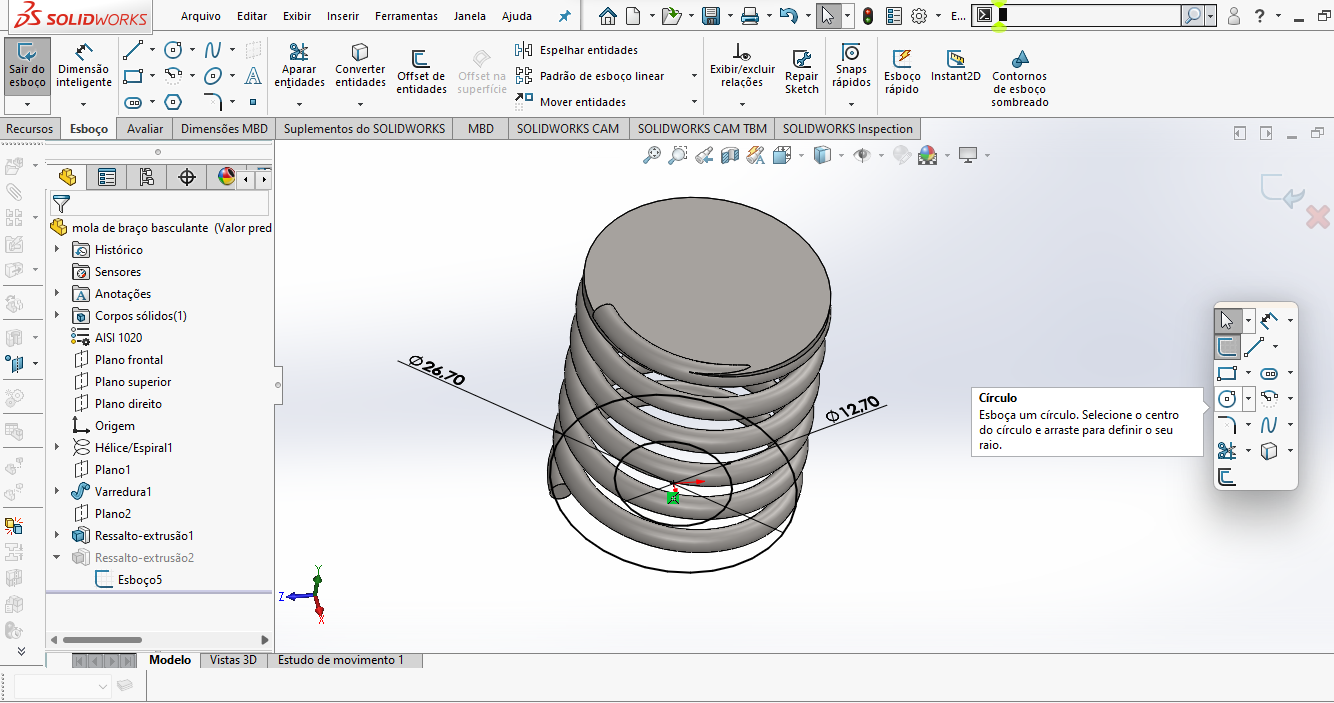 SOLIDWORKS
Arquivo
Editar
Exibir
Inserir
Ferramentas
Janela
Ajuda
E...
Sair do
esboço
Dimensão
inteligente
Aparar
entidades
Converter
entidades
Offset de
entidades
Offset na
superfície
Espelhar entidades
Padrão de esboço linear
Mover entidades
Exibir/excluir
relações
Repair
Sketch
Snaps
rápidos
Esboço
rápido
Instant2D
Contornos
de esboço
sombreado
Recursos
Esboço
Avaliar
Dimensões MBD
Suplementos do SOLIDWORKS
MBD
SOLIDWORKS CAM
SOLIDWORKS CAM TBM
SOLIDWORKS Inspection
mola de braço basculante (Valor pred
Histórico
Sensores
Anotações
Corpos sólidos(1)
AISI 1020
Plano frontal
Plano superior
Plano direito
Origem
Hélice/Espiral1
Plano1
Varredura1
Plano2
Ressalto-extrusão1
Ressalto-extrusão2
Esboço5
Ø26,70
Ø12,70
Círculo
Esboça um círculo. Selecione o centro
do círculo e arraste para definir o seu
raio.
Y
Z
X
Modelo
Vistas 3D
Estudo de movimento 1